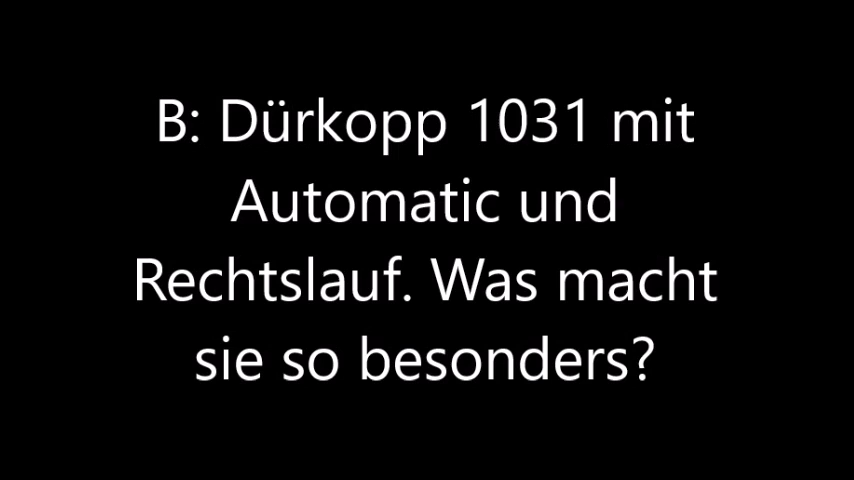 B: Dürkopp 1031 mit
Automatic und
Rechtslauf. Was macht
sie so besonders?